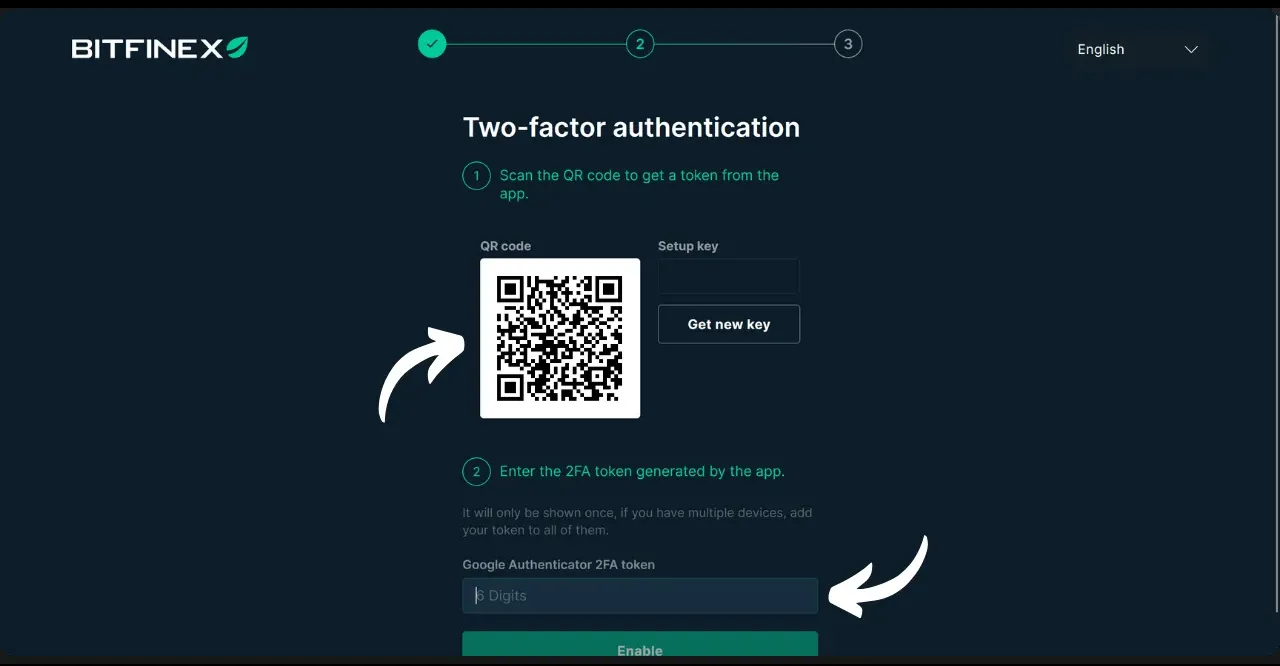 BITFINEX
2
3
English
Two-factor authentication
1
Scan the QR code to get a token from the
app.
QR code
Setup key
Get new key
2
Enter the 2FA token generated by the app.
It will only be shown once, if you have multiple devices, add
your token to all of them.
Google Authenticator 2FA token
6 Digits
Enable